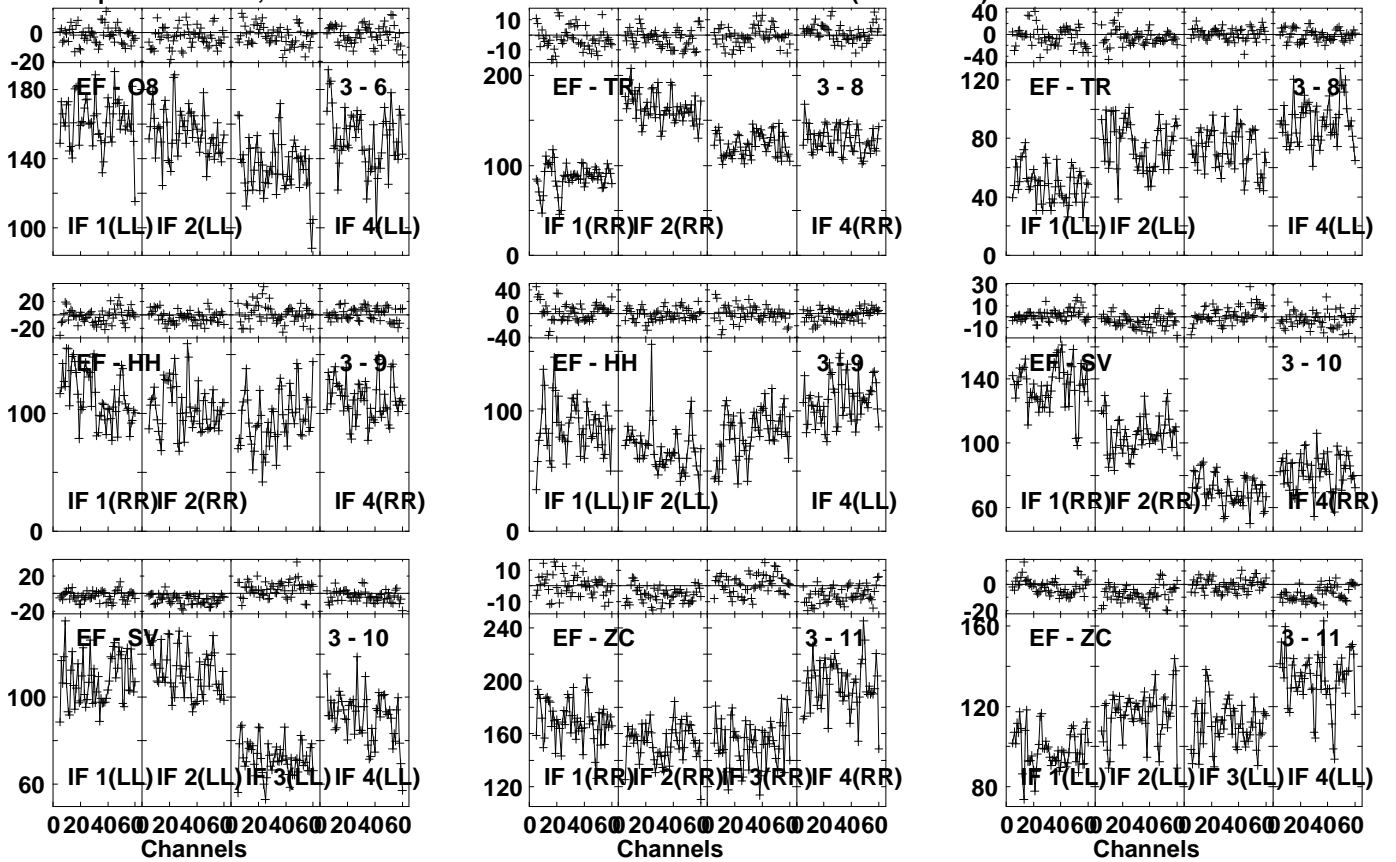 0
-20
180
140
100
EF - O8
3 - 6
IF 1(LL) IF 2(LL)
IF 4(LL)
10
-10
200
100
0
EF - TR
3 - 8
IF 1(RR) IF 2(RR)
IF 4(RR)
40
0
-40
120
80
40
0
EF - TR
3 - 8
IF 1(LL) IF 2(LL)
IF 4(LL)
20
-20
100
0
EF - HH
3 - 9
IF 1(RR) IF 2(RR)
IF 4(RR)
40
0
-40
100
0
EF - HH
3 - 9
IF 1(LL) IF 2(LL)
IF 4(LL)
30
10
-10
140
100
60
EF - SV
3 - 10
IF 1(RR) IF 2(RR)
IF 4(RR)
20
0
-20
100
60
EF - SV
3 - 10
IF 1(LL) IF 2(LL) IF 3(LL) IF 4(LL)
10
-10
240
200
160
120
EF - ZC
3 - 11
IF 1(RR) IF 2(RR) IF 3(RR) IF 4(RR)
0
-20
160
120
80
EF - ZC
3 - 11
IF 1(LL) IF 2(LL) IF 3(LL) IF 4(LL)
0 204060 0 204060 0 204060 0 204060
Channels
0 204060 0 204060 0 204060 0 204060
Channels
0 204060 0 204060 0 204060 0 204060
Channels